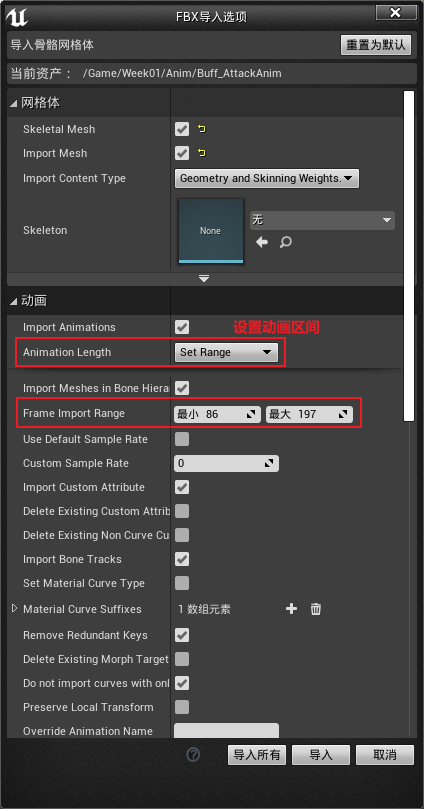 FBX导入选项
导入骨骼网格体
重置为默认
当前资产： /Game/Week01/Anim/Buff_AttackAnim
网格体
Skeletal Mesh
Import Mesh
Import Content Type Geometry and Skinning Weights.
Skeleton None 无
动画
Import Animations 设置动画区间
Animation Length Set Range
Import Meshes in Bone Hiera
Frame Import Range 最小 86 最大 197
Use Default Sample Rate
Custom Sample Rate 0
Import Custom Attribute
Delete Existing Custom Attrib
Delete Existing Non Curve Cu
Import Bone Tracks
Set Material Curve Type
Material Curve Suffixes 1 数组元素
Remove Redundant Keys
Delete Existing Morph Target
Do not import curves with onl
Preserve Local Transform
Override Animation Name
导入所有 导入 取消